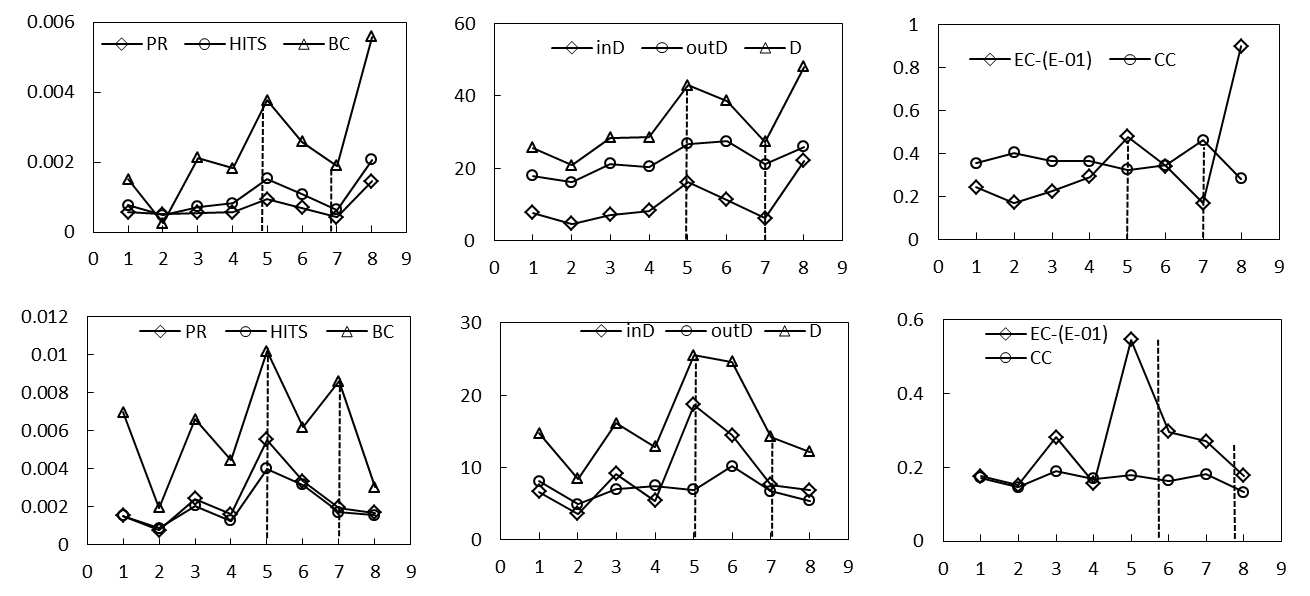 0.006
0.004
0.002
0
0 1 2 3 4 5 6 7 8 9
PR HITS BC
60
40
20
0
0 1 2 3 4 5 6 7 8 9
inD outD D
1
0.8
0.6
0.4
0.2
0
0 1 2 3 4 5 6 7 8 9
EC-(E-01) CC
0.012
0.01
0.008
0.006
0.004
0.002
0
0 1 2 3 4 5 6 7 8 9
PR HITS BC
30
20
10
0
0 1 2 3 4 5 6 7 8 9
inD outD D
0.6
0.4
0.2
0
0 1 2 3 4 5 6 7 8 9
EC-(E-01)
CC